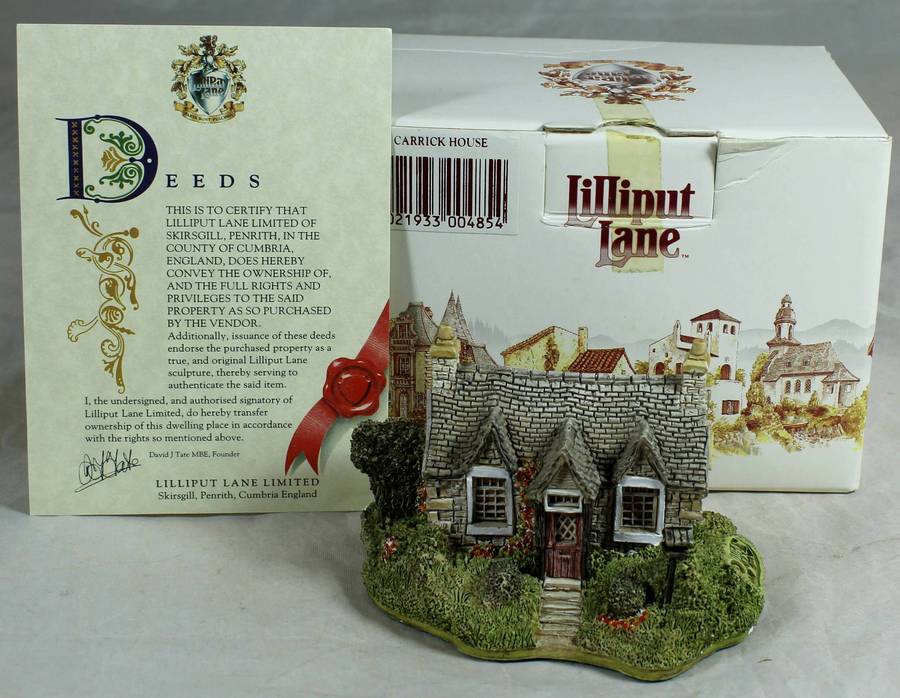 Lilliput
Lane
DEEDS
THIS IS TO CERTIFY THAT
LILLIPUT LANE LIMITED OF
SKIRSGILL, PENRITH, IN THE
COUNTY OF CUMBRIA,
ENGLAND, DOES HEREBY
CONVEY THE OWNERSHIP OF,
AND THE FULL RIGHTS AND
PRIVILEGES TO THE SAID
PROPERTY AS SO PURCHASED
BY THE VENDOR.
Additionally, issuance of these deeds
endorse the purchased property as a
true, and original Lilliput Lane
sculpture, thereby serving to
authenticate the said item.
I, the undersigned, and authorised signatory of
Lilliput Lane Limited, do hereby transfer
ownership of this dwelling place in accordance
with the rights so mentioned above.
David J Tate MBE, Founder
LILLIPUT LANE LIMITED
Skirsgill, Penrith, Cumbria England
CARRICK HOUSE
021933 004854
Lilliput
Lane™